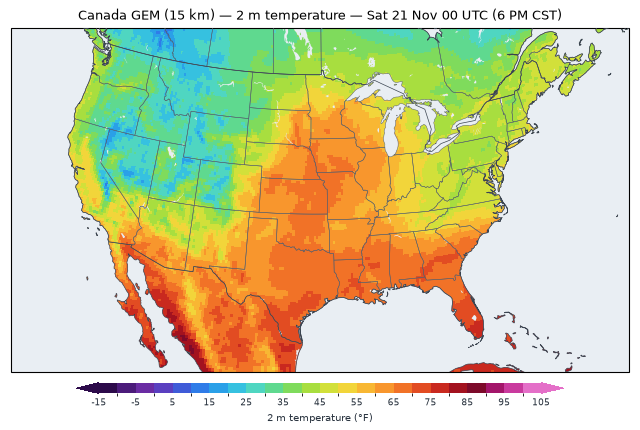 Canada GEM (15 km) — 2 m temperature — Sat 21 Nov 00 UTC (6 PM CST)
-15 -5 5 15 25 35 45 55 65 75 85 95 105
2 m temperature (°F)